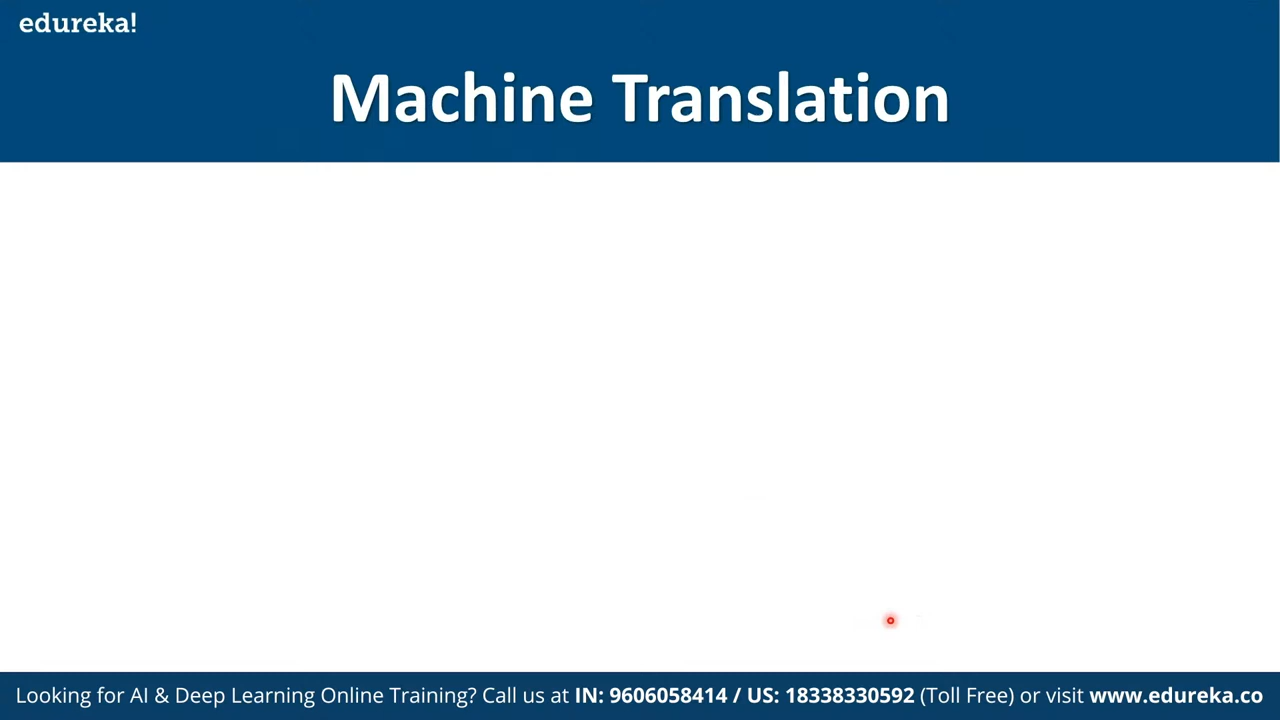 edureka!
Machine Translation
Looking for AI & Deep Learning Online Training? Call us at IN: 9606058414 / US: 18338330592 (Toll Free) or visit www.edureka.co